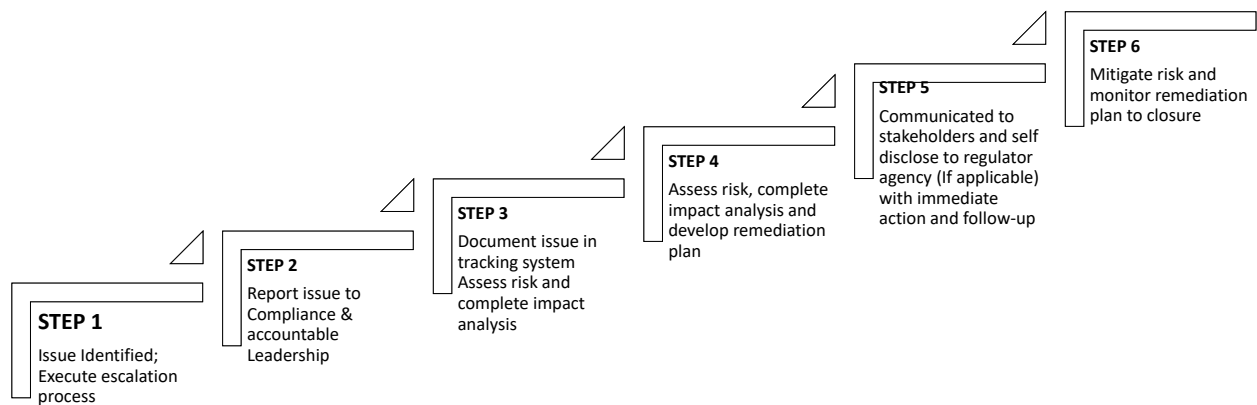 STEP 1
Issue Identified;
Execute escalation
process
STEP 2
Report issue to
Compliance &
accountable
Leadership
STEP 3
Document issue in
tracking system
Assess risk and
complete impact
analysis
STEP 4
Assess risk, complete
impact analysis and
develop remediation
plan
STEP 5
Communicated to
stakeholders and self
disclose to regulator
agency (If applicable)
with immediate
action and follow-up
STEP 6
Mitigate risk and
monitor remediation
plan to closure